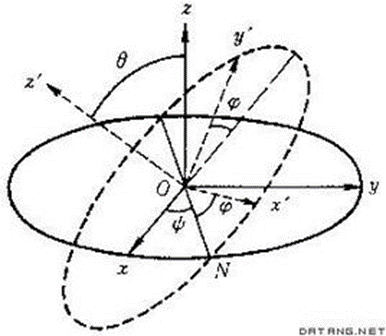 z
y′
θ
z′
φ
O
y
φ
x′
ψ
x
N
DATANG.NET